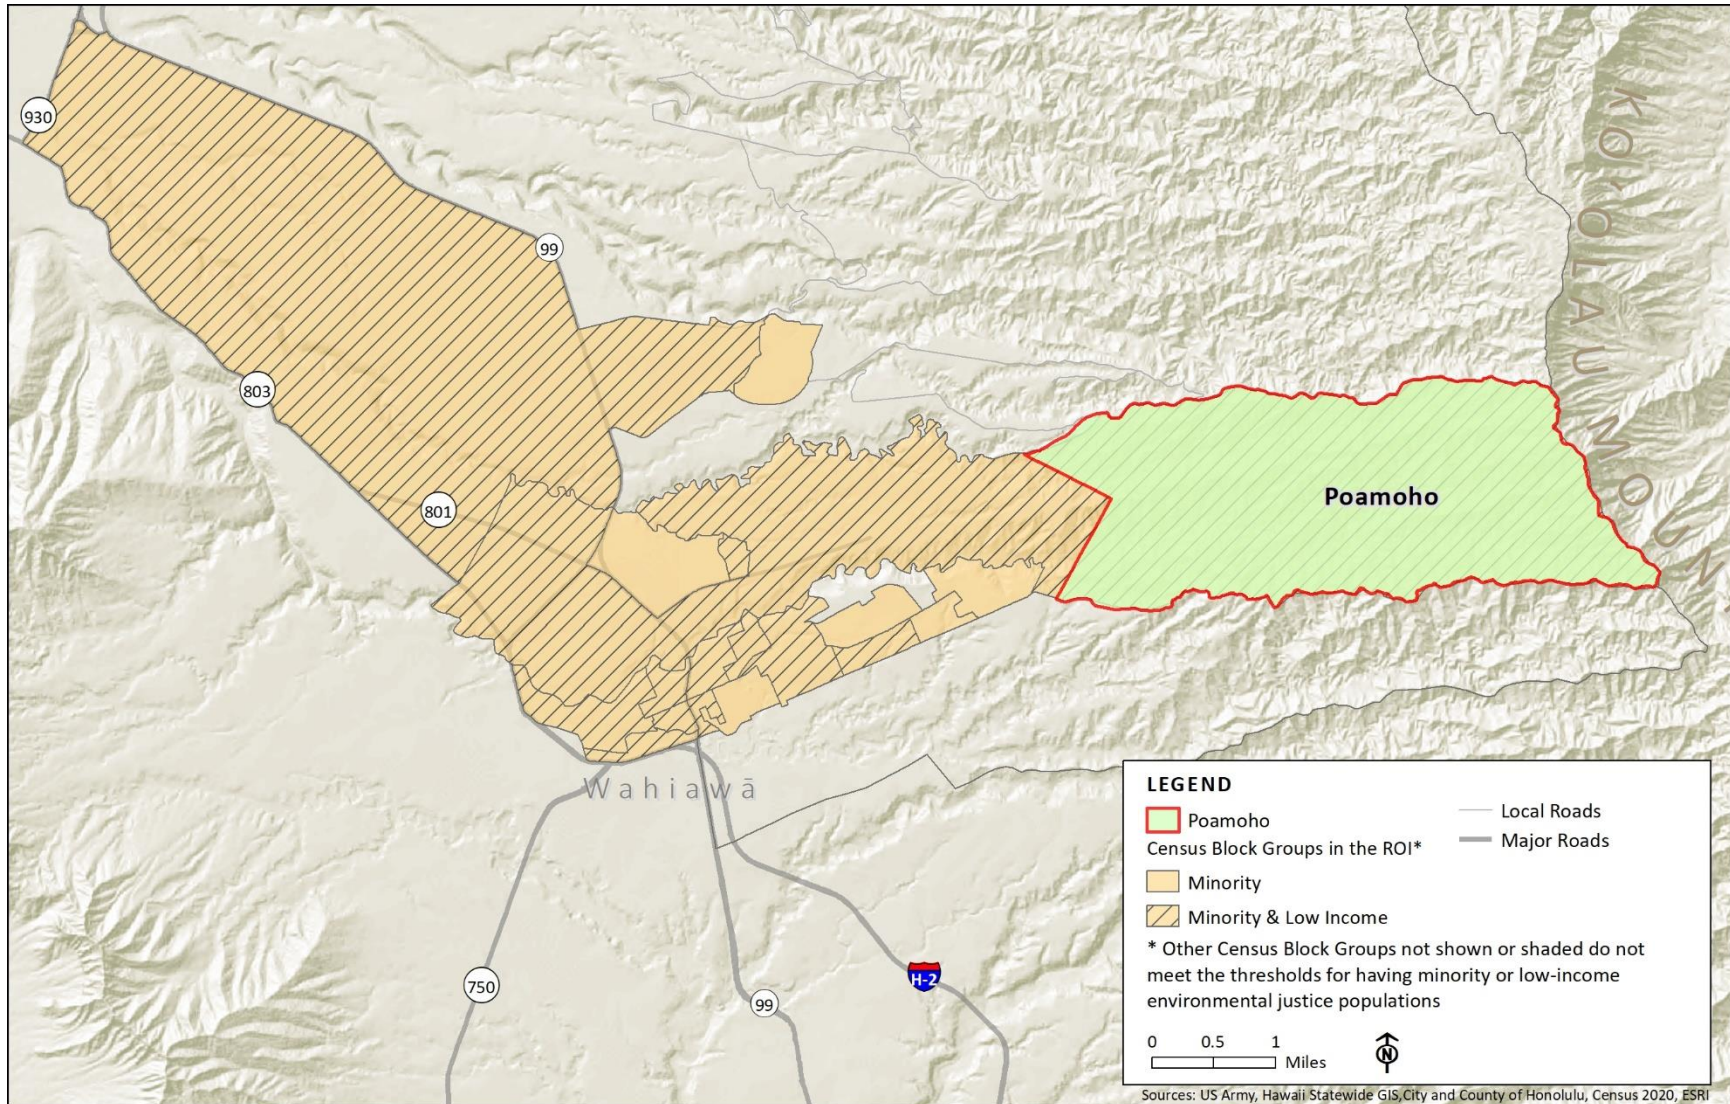 930
99
803
801
KO'OLAU MOUN
Poamoho
Wahiawā
750
99
H-2
LEGEND
Poamoho
Census Block Groups in the ROI*
Minority
Minority & Low Income
Local Roads
Major Roads
* Other Census Block Groups not shown or shaded do not
meet the thresholds for having minority or low-income
environmental justice populations
0 0.5 1
Miles
N
Sources: US Army, Hawaii Statewide GIS,City and County of Honolulu, Census 2020, ESRI